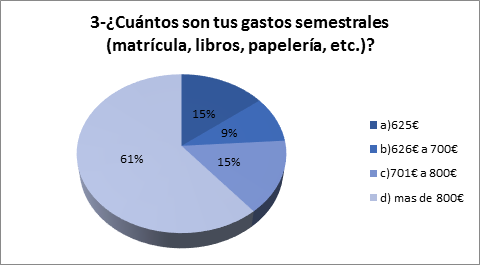 3-¿Cuántos son tus gastos semestrales
(matrícula, libros, papelería, etc.)?
15%
9%
15%
61%
a)625€
b)626€ a 700€
c)701€ a 800€
d) mas de 800€